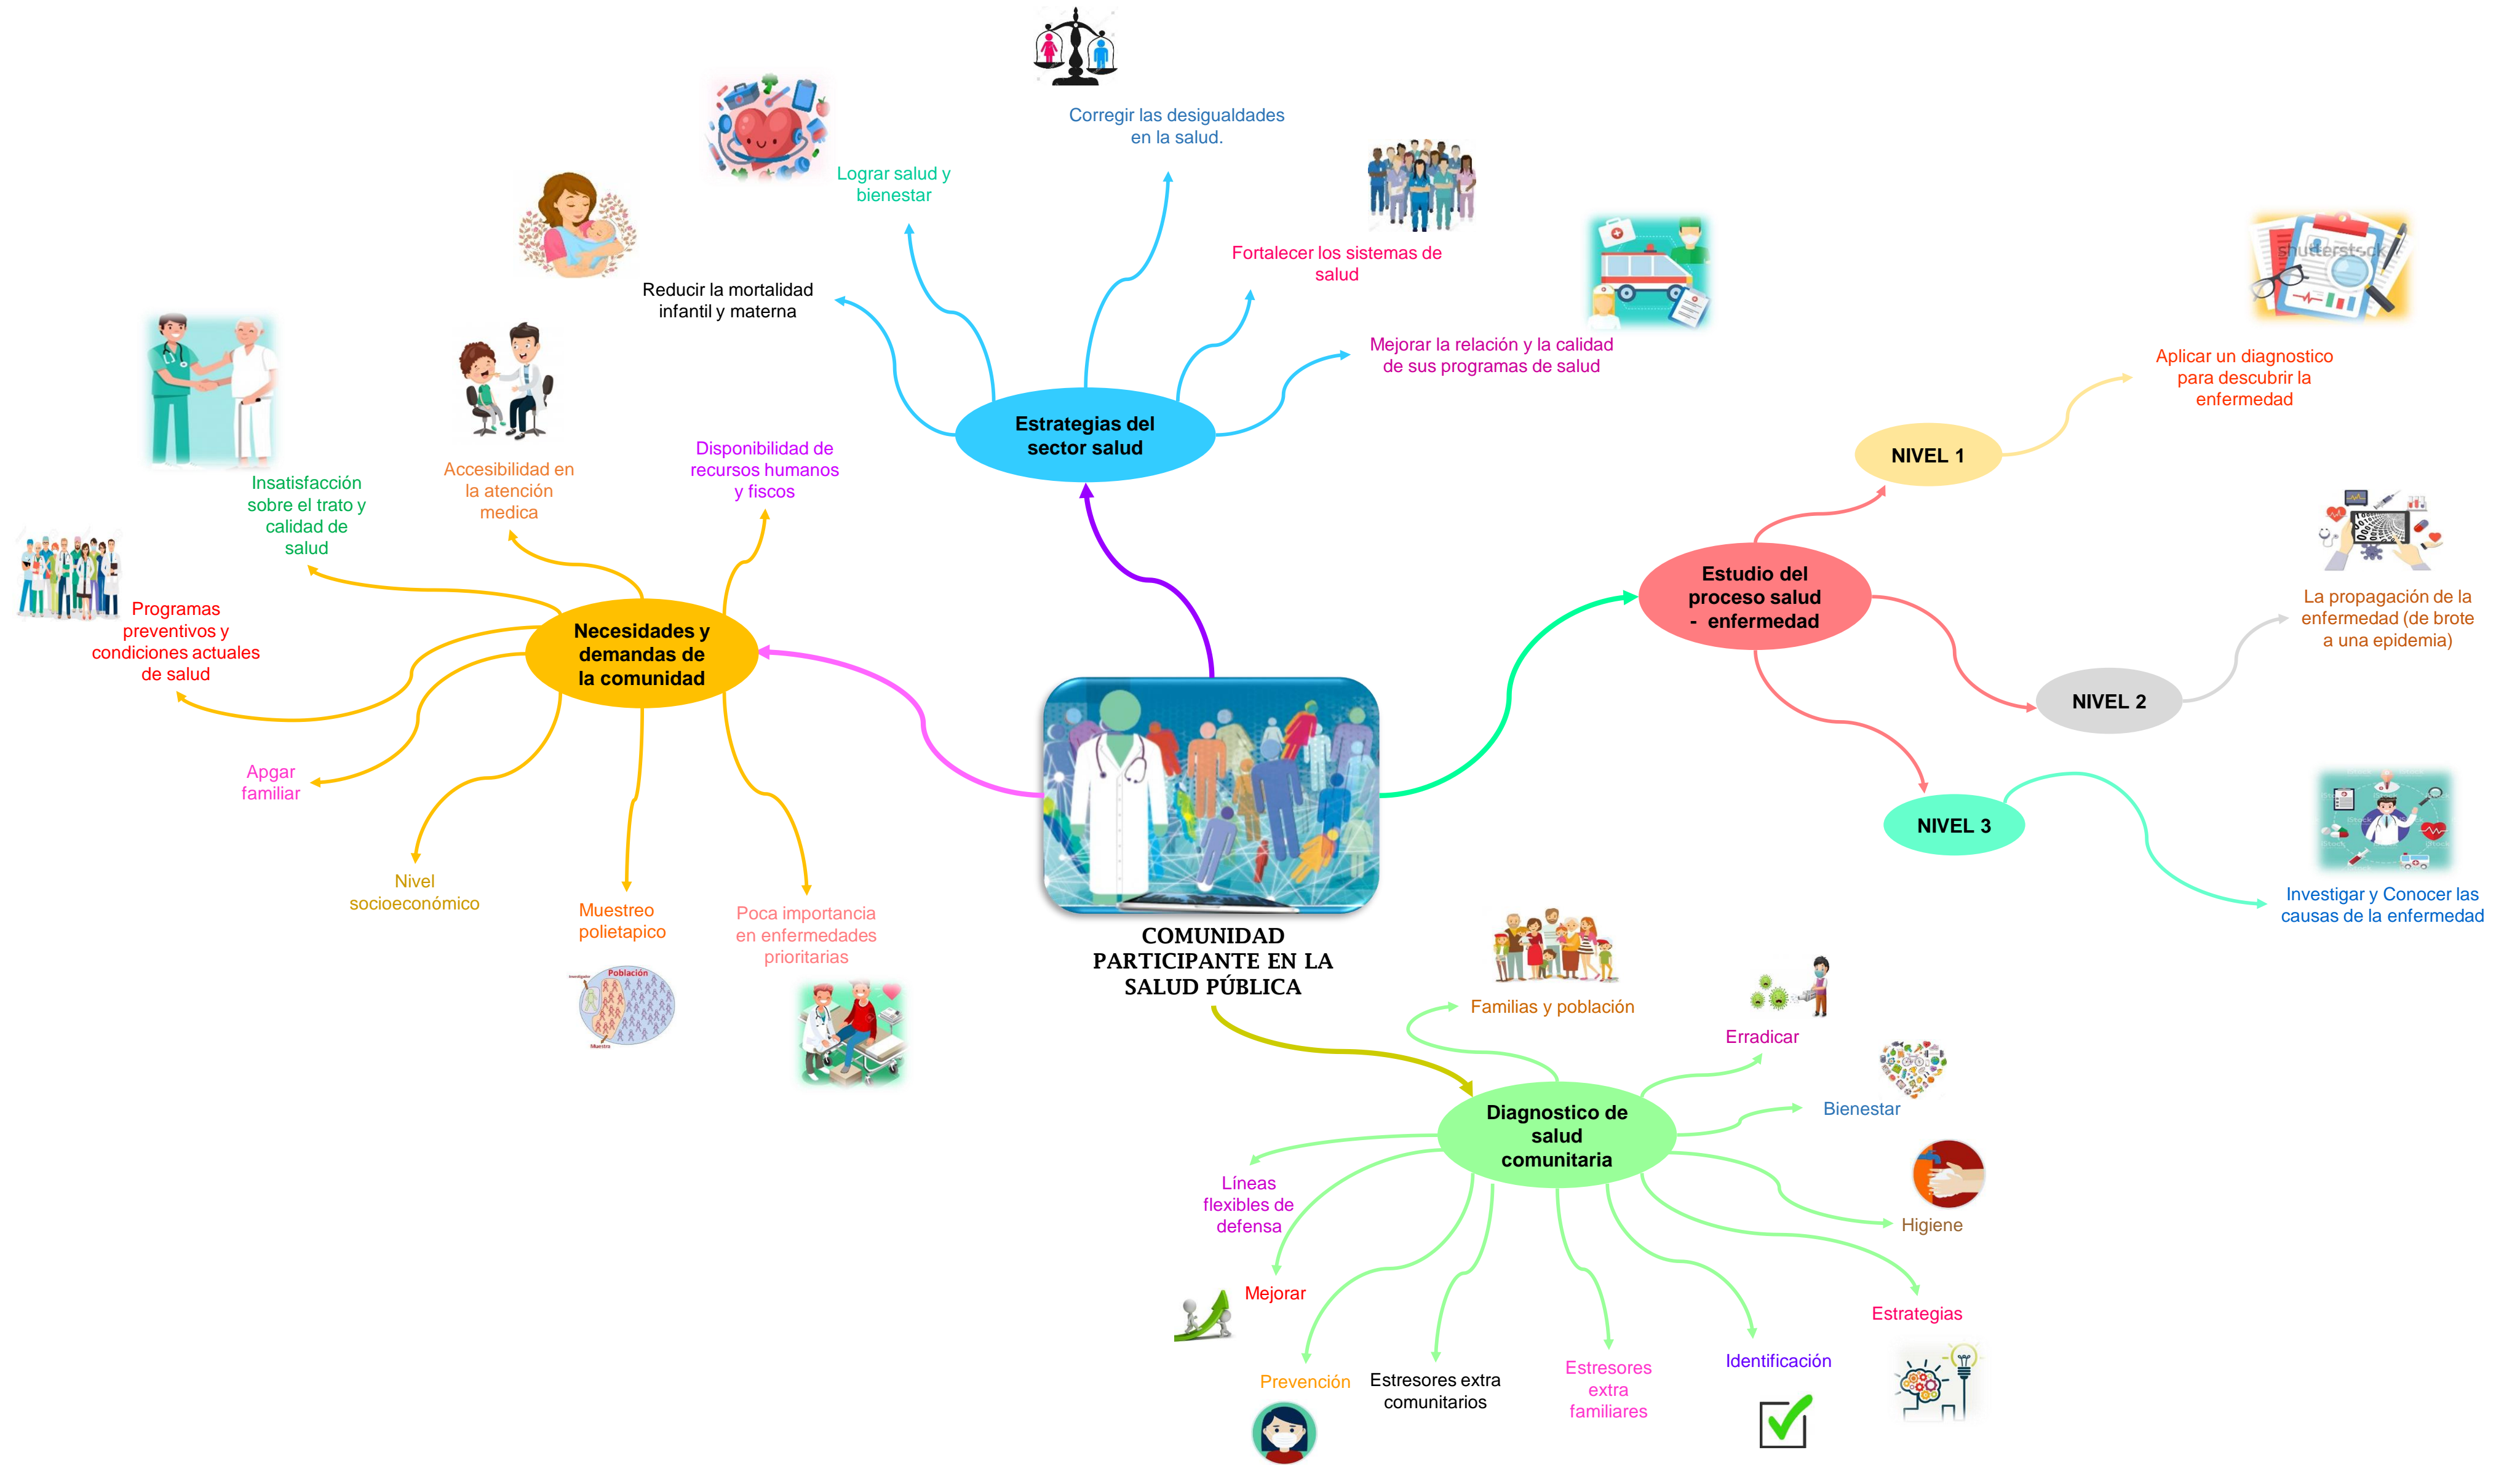 Corregir las desigualdades
en la salud.
Lograr salud y
bienestar
Reducir la mortalidad
infantil y materna
Fortalecer los sistemas de
salud
Mejorar la relación y la calidad
de sus programas de salud
Estrategias del
sector salud
shutterstock
Aplicar un diagnostico
para descubrir la
enfermedad
NIVEL 1
La propagación de la
enfermedad (de brote
a una epidemia)
NIVEL 2
Estudio del
proceso salud
- enfermedad
NIVEL 3
iStock
iStock
iStock
Investigar y Conocer las
causas de la enfermedad
Disponibilidad de
recursos humanos
y fiscos
Accesibilidad en
la atención
medica
Insatisfacción
sobre el trato y
calidad de
salud
Programas
preventivos y
condiciones actuales
de salud
Necesidades y
demandas de
la comunidad
Apgar
familiar
Nivel
socioeconómico
Muestreo
polietapico
Población
Investigador
Muestra
Poca importancia
en enfermedades
prioritarias
COMUNIDAD
PARTICIPANTE EN LA
SALUD PÚBLICA
Familias y población
Erradicar
Bienestar
Diagnostico de
salud
comunitaria
Higiene
Líneas
flexibles de
defensa
Mejorar
Estrategias
Prevención
Estresores extra
comunitarios
Estresores
extra
familiares
Identificación